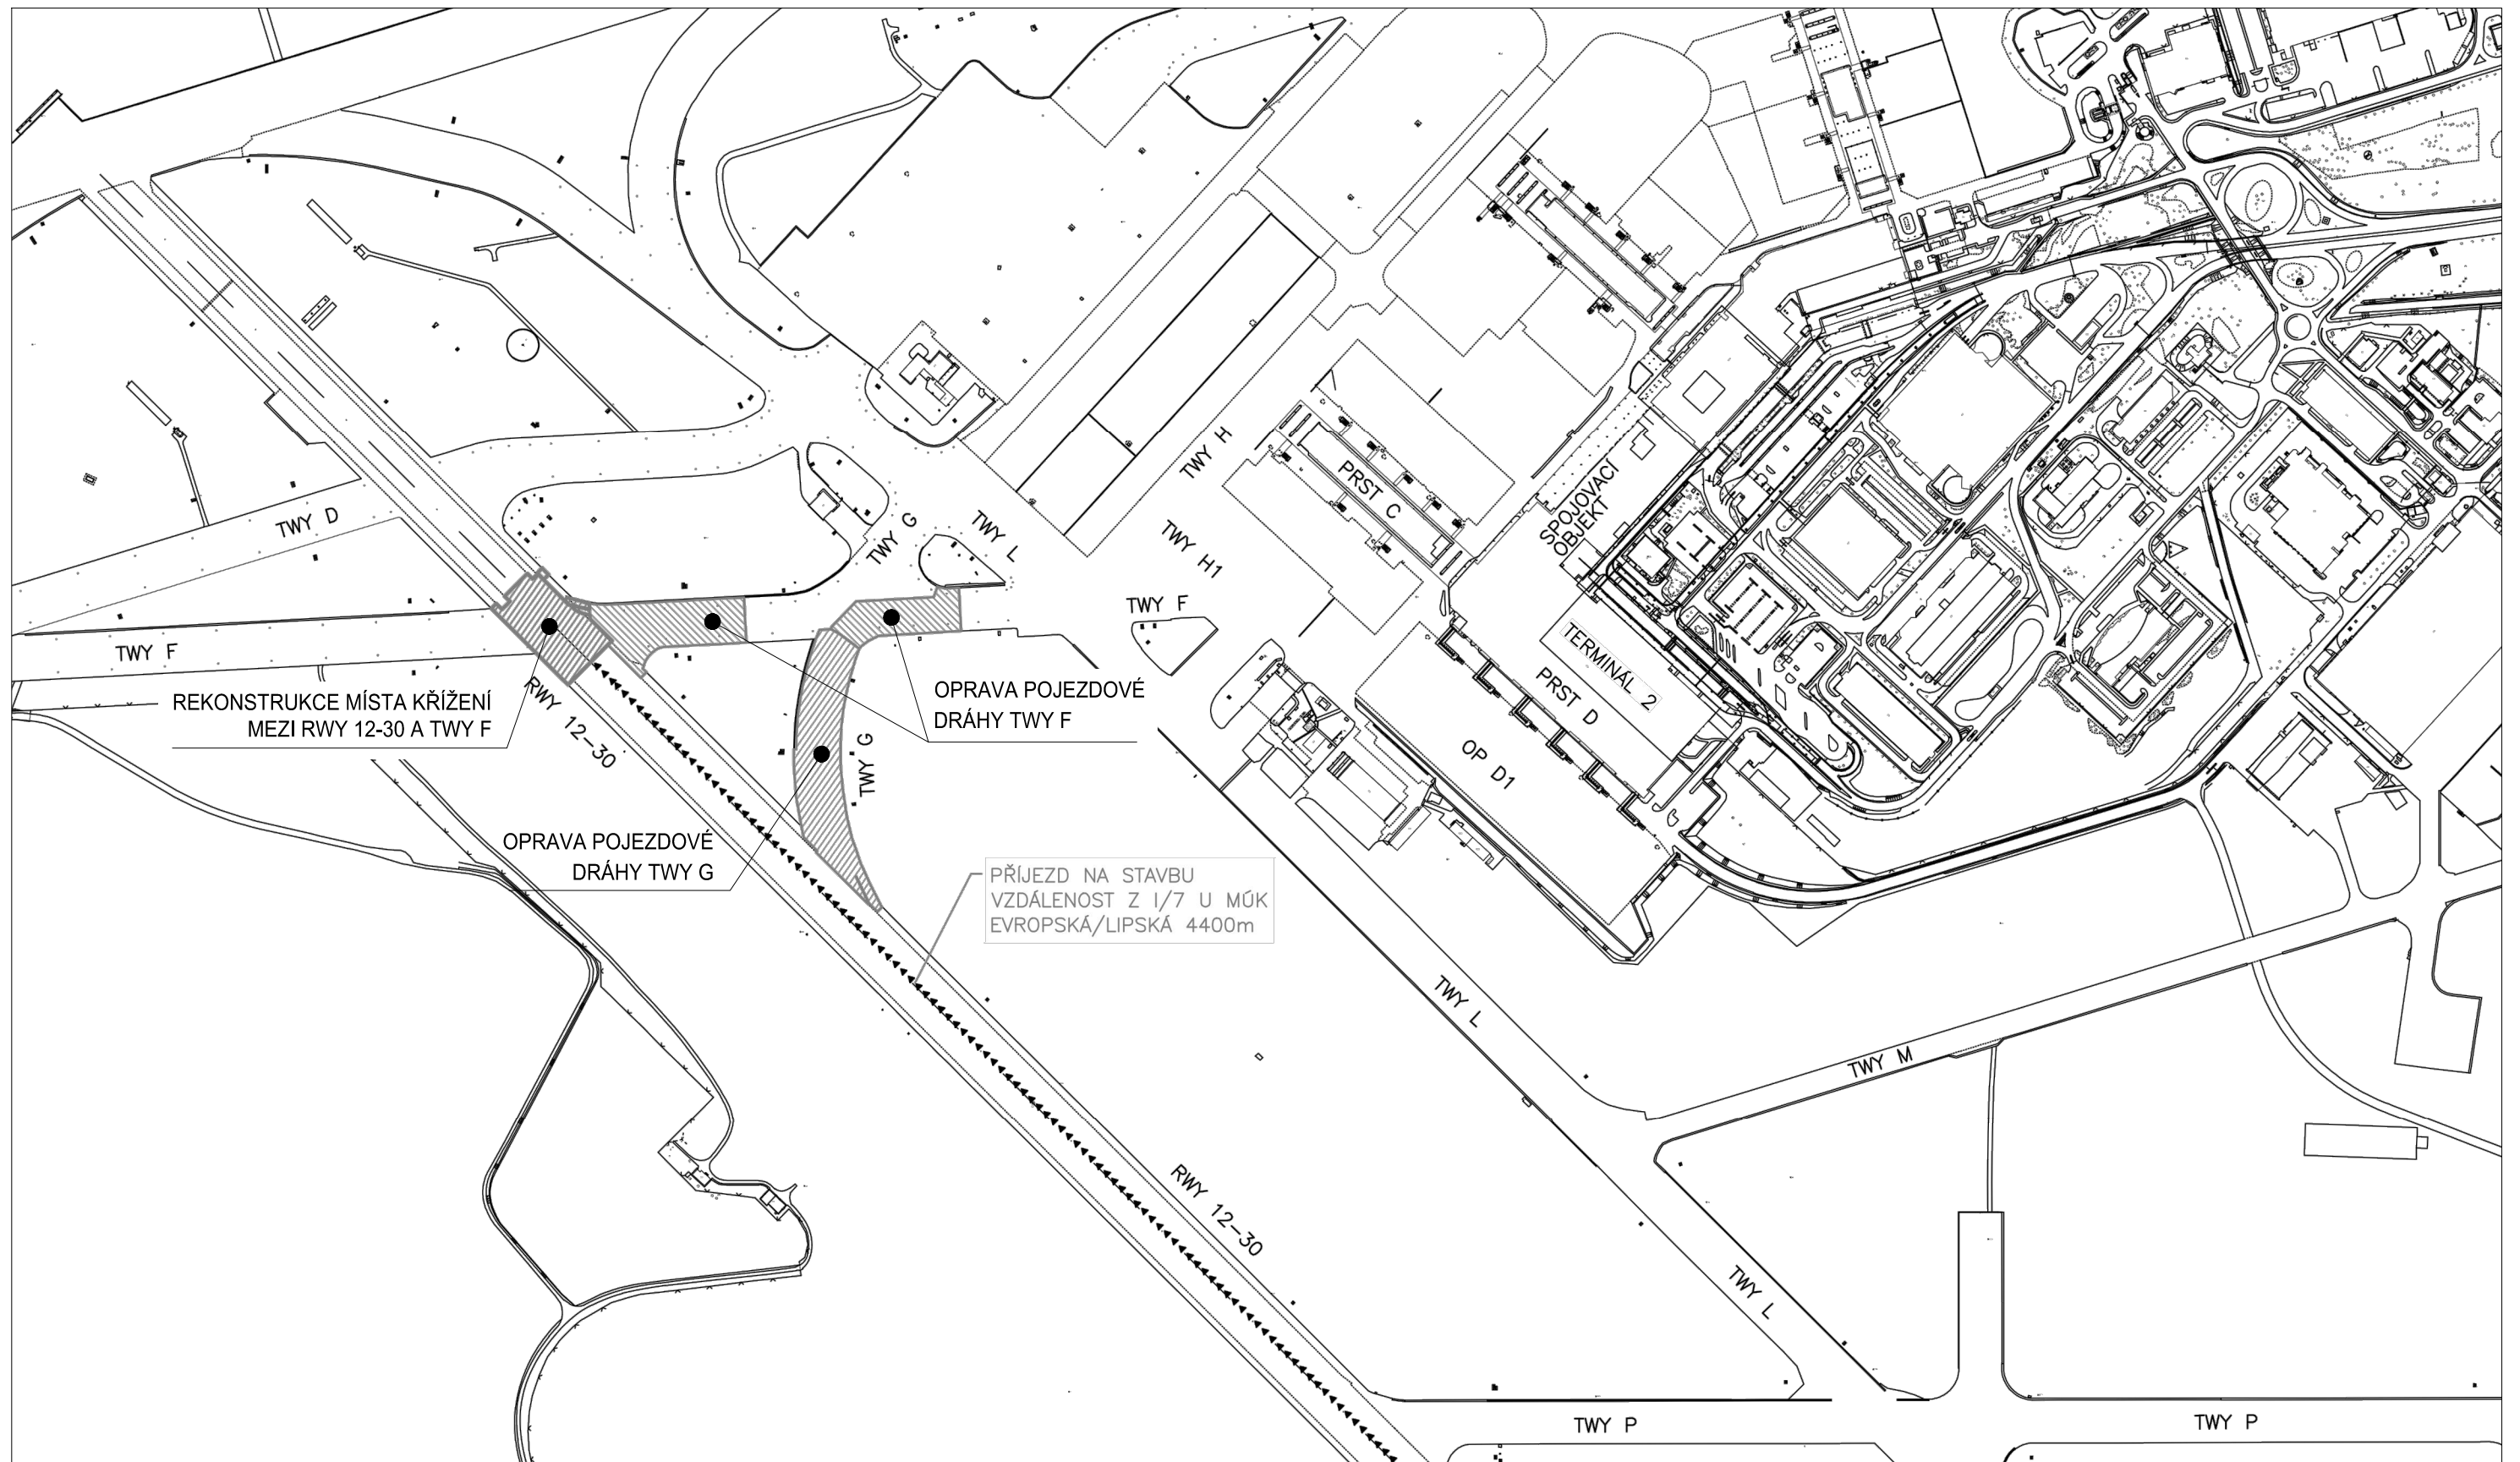 TWY H
PRST C
SPOJOVACÍ
OBJEKT
TWY D
TWY G
TWY L
TWY H1
TWY F
TERMINÁL 2
TWY F
REKONSTRUKCE MÍSTA KŘÍŽENÍ
MEZI RWY 12-30 A TWY F
RWY 12-30
OPRAVA POJEZDOVÉ
DRÁHY TWY F
PRST D
OP D1
TWY G
OPRAVA POJEZDOVÉ
DRÁHY TWY G
PŘÍJEZD NA STAVBU
VZDÁLENOST Z I/7 U MÚK
EVROPSKÁ/LIPSKÁ 4400m
TWY L
TWY M
RWY 12-30
TWY L
TWY P
TWY P